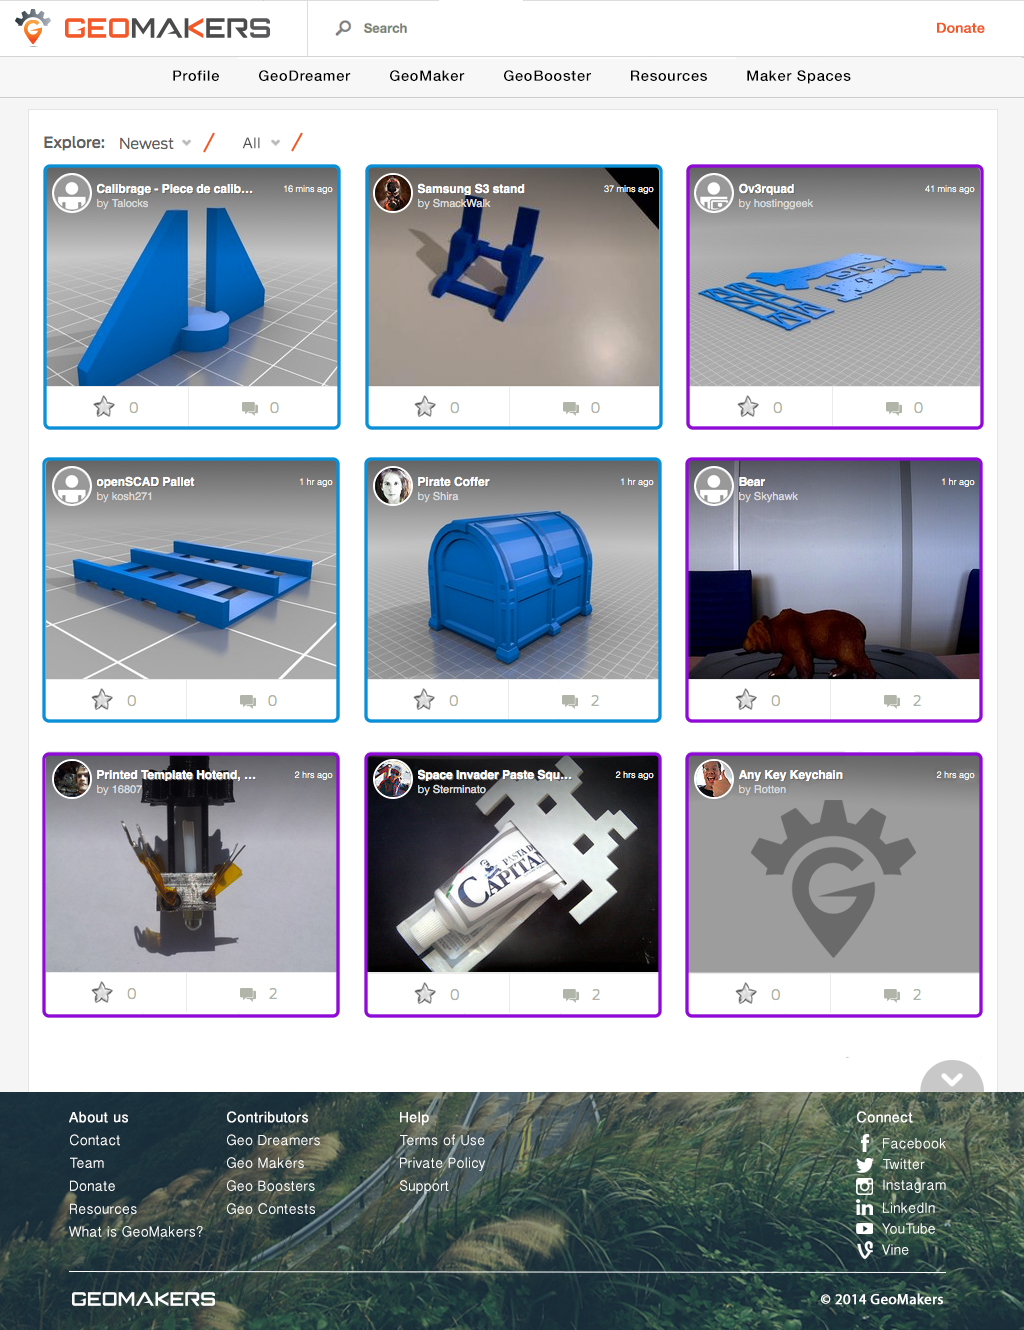 GEOMAKERS
Search
Donate
Profile GeoDreamer GeoMaker GeoBooster Resources Maker Spaces
Explore: Newest / All /
Calibrage - Piece de calib... 16 mins ago
by Talocks
0 0
Samsung S3 stand 37 mins ago
by SmackWalk
0 0
Ov3rquad 41 mins ago
by hostinggeek
0 0
openSCAD Pallet 1 hr ago
by kosh271
0 0
Pirate Coffer 1 hr ago
by Shira
0 2
Bear 1 hr ago
by Skyhawk
0 2
Printed Template Hotend, ... 2 hrs ago
by 16807
0 2
Space Invader Paste Squ... 2 hrs ago
by Sterminato
PASTA DEL
CAPITAN
0 2
Any Key Keychain 2 hrs ago
by Rotten
0 2
About us
Contact
Team
Donate
Resources
What is GeoMakers?
Contributors
Geo Dreamers
Geo Makers
Geo Boosters
Geo Contests
Help
Terms of Use
Private Policy
Support
Connect
Facebook
Twitter
Instagram
LinkedIn
YouTube
Vine
GEOMAKERS
© 2014 GeoMakers